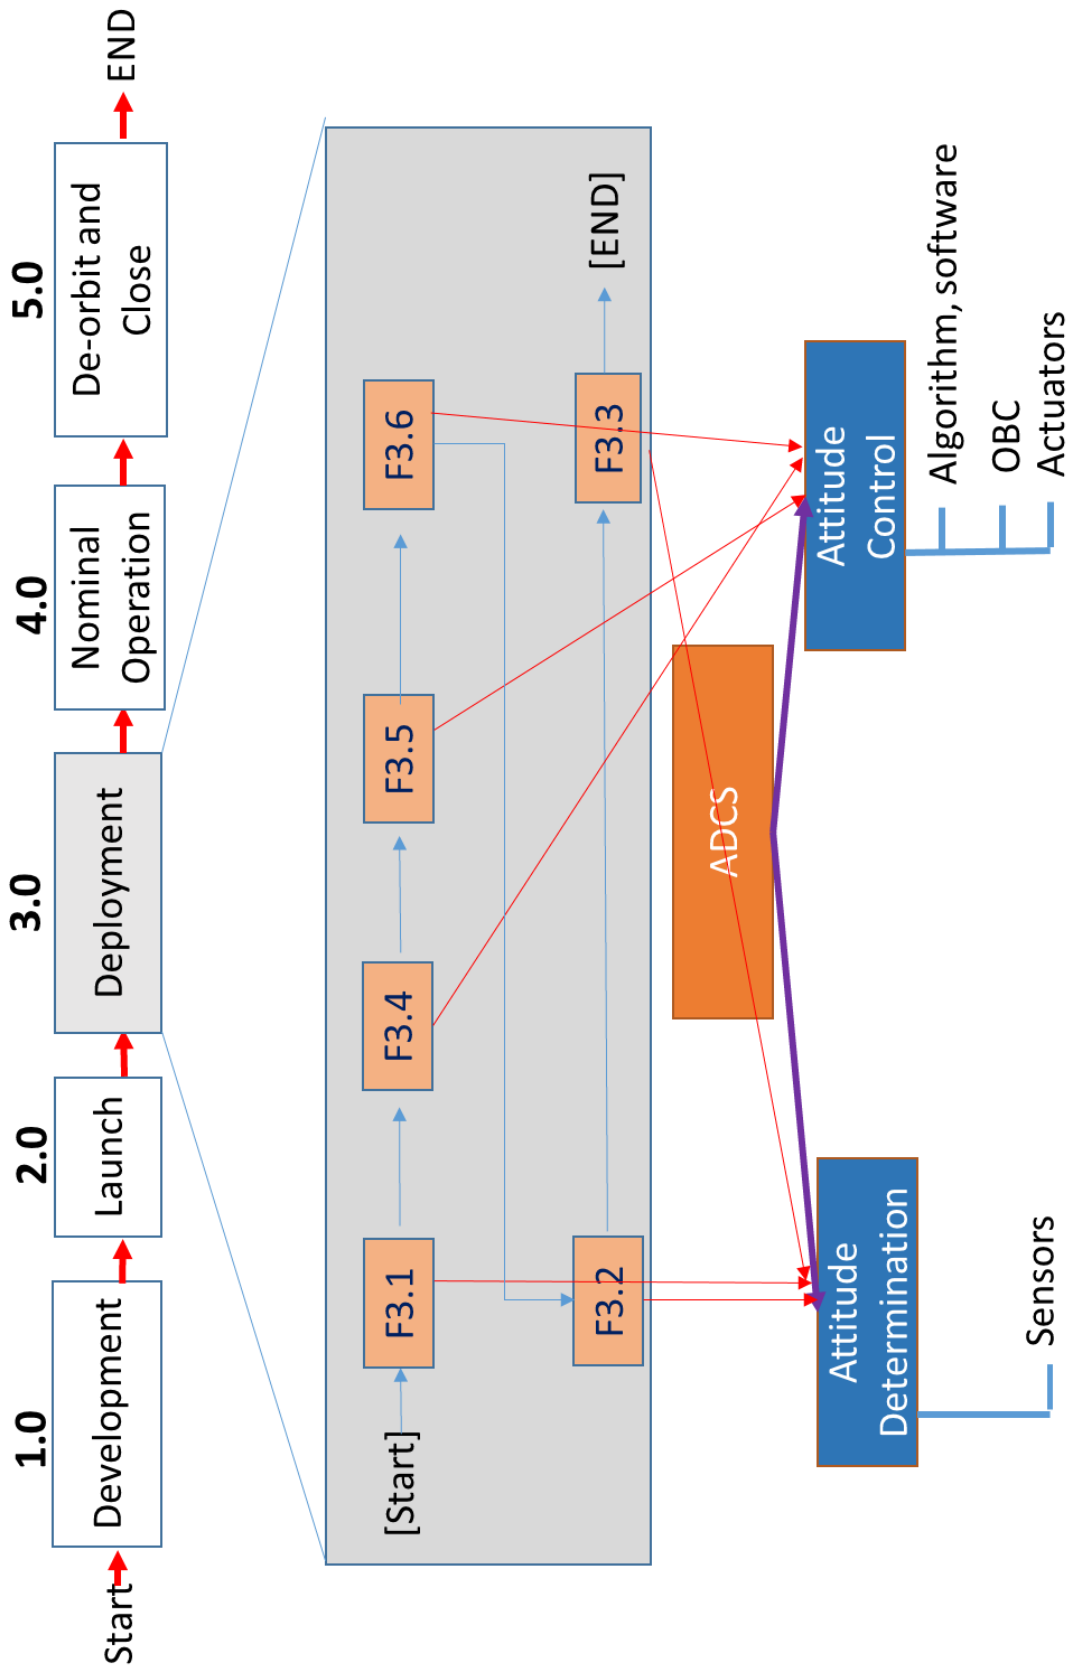 1.0
2.0
3.0
4.0
5.0
Start
Development
Launch
Deployment
Nominal
Operation
De-orbit and
Close
END
[Start]
F3.1
F3.4
F3.5
F3.6
F3.2
F3.3
[END]
ADCS
Attitude
Determination
Attitude
Control
Sensors
Algorithm, software
OBC
Actuators